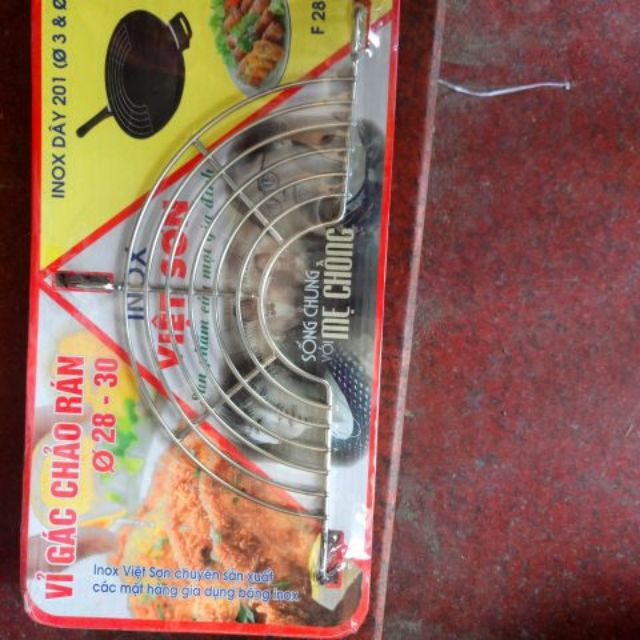 VỈ GÁC CHẢO RÁN
Ø 28 - 30
INOX DÂY 201 (Ø 3 & Ø
F 28
INOX
VIỆT SƠN
SỐNG CHUNG
VỚI
MẸ CHỒNG
Inox Việt Sơn chuyên sản xuất
các mặt hàng gia dụng bằng inox